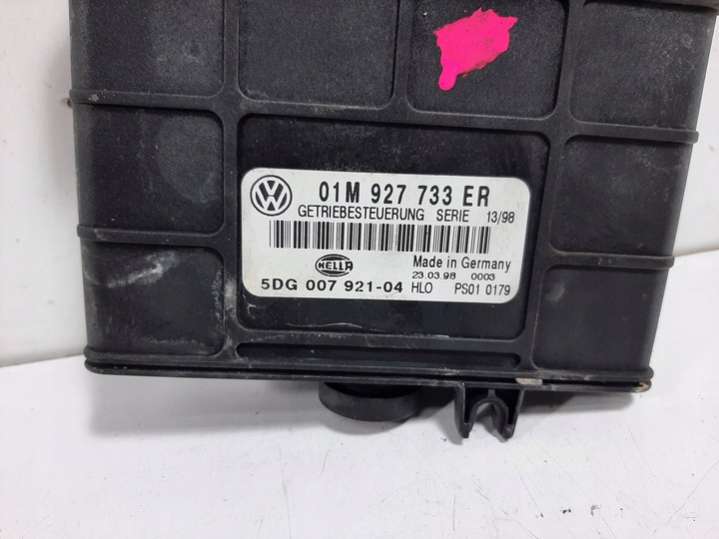 01M 927 733 ER
GETRIEBESTEUERUNG SERIE 13/98
HELLA Made in Germany
23.03.98 0003
5DG 007 921-04 HLO PS01 0179